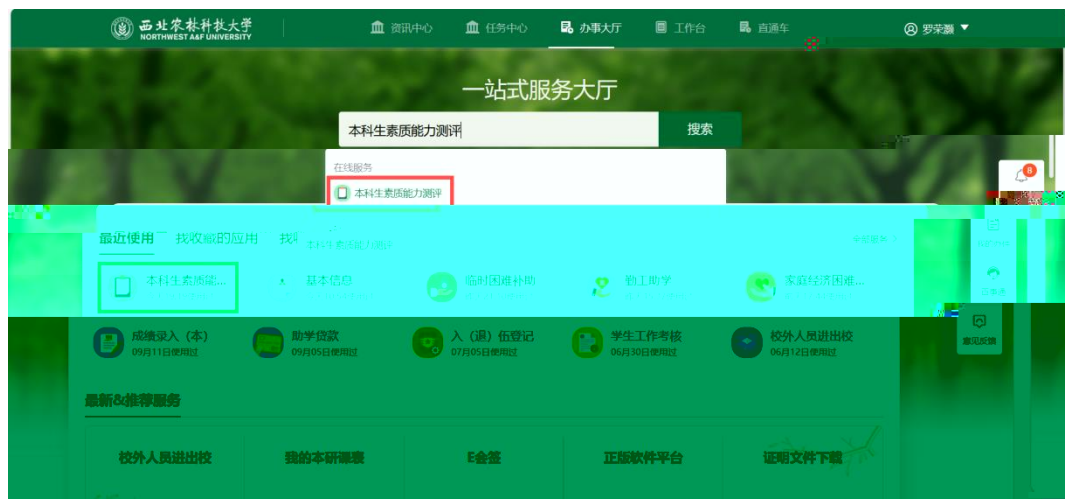 西北农林科技大学
NORTHWEST A&F UNIVERSITY
资讯中心 任务中心 办事大厅 工作台 直通车 罗荣灏
一站式服务大厅
本科生素质能力测评 搜索
在线服务
本科生素质能力测评
8
最近使用 我收藏的应用
本科生素质能力测评
本科生素质能... 基本信息 临时困难补助 勤工助学 家庭经济困难...
成绩录入（本） 助学贷款 入（退）伍登记 学生工作考核 校外人员进出校
09月11日使用过 09月05日使用过 07月05日使用过 06月30日使用过 06月12日使用过
意见反馈
最新&推荐服务
校外人员进出校 我的本研课表 E会签 正版软件平台 证明文件下载